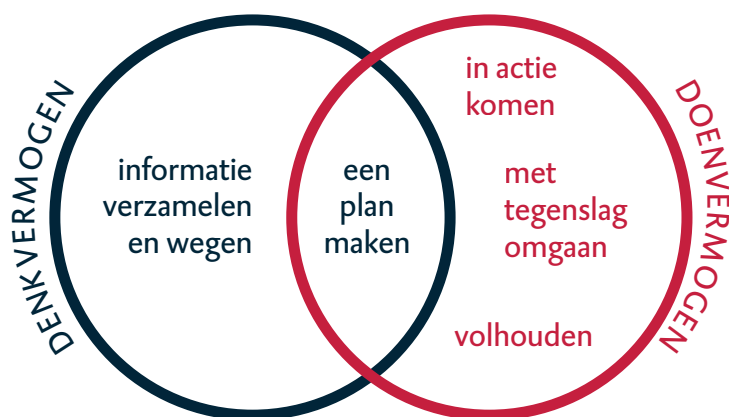 DENKVERMOGEN
informatie
verzamelen
en wegen
een
plan
maken
in actie
komen
met
tegenslag
omgaan
volhouden
DOENVERMOGEN